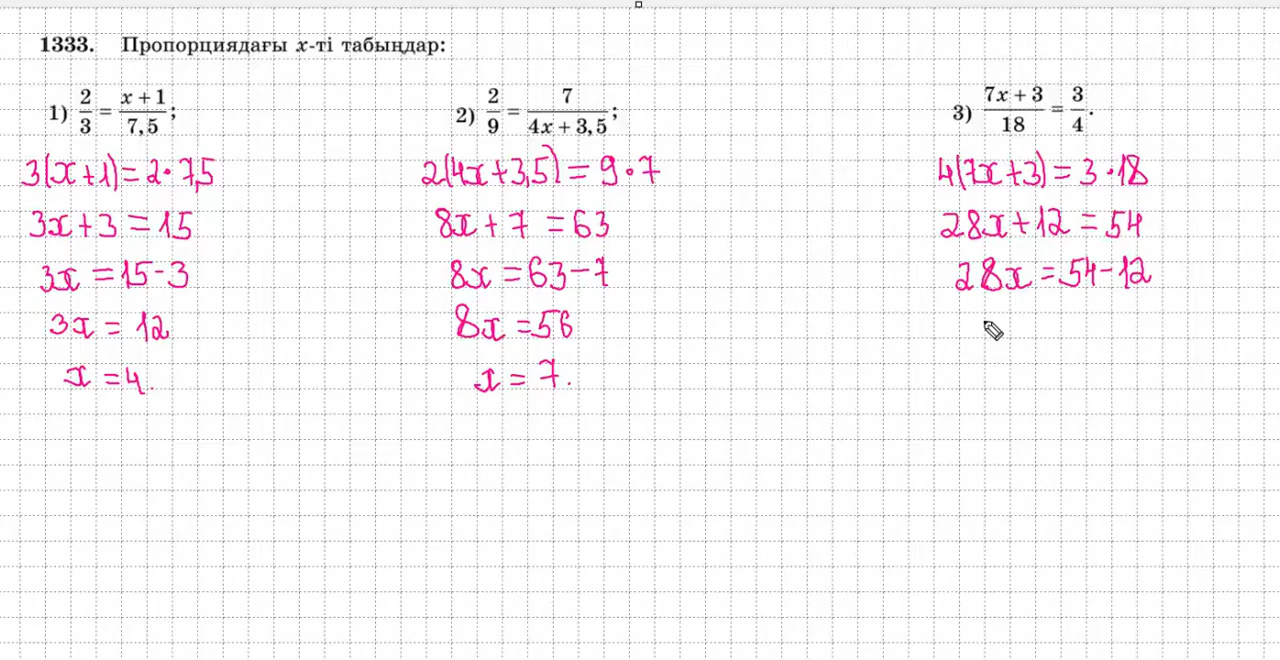 1333. Пропорциядағы x-ті табыңдар:
1) 2/3 = (x + 1)/7,5;
3(x+1)=2·7,5
3x+3=15
3x=15-3
3x=12
x=4.
2) 2/9 = 7/(4x + 3,5);
2(4x+3,5)=9·7
8x+7=63
8x=63-7
8x=56
x=7.
3) (7x + 3)/18 = 3/4.
4(7x+3)=3·18
28x+12=54
28x=54-12